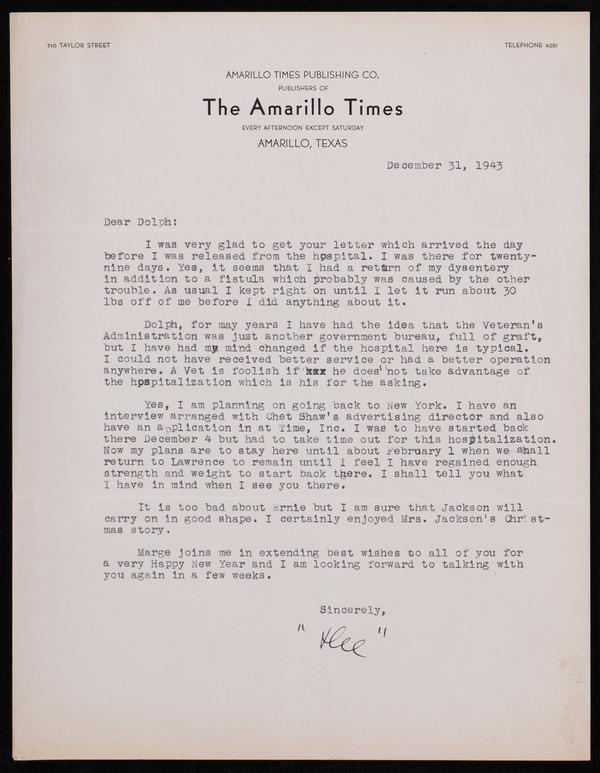 710 TAYLOR STREET
TELEPHONE 4281
AMARILLO TIMES PUBLISHING CO.
PUBLISHERS OF
The Amarillo Times
EVERY AFTERNOON EXCEPT SATURDAY
AMARILLO, TEXAS
December 31, 1943
Dear Dolph:
I was very glad to get your letter which arrived the day
before I was released from the hospital. I was there for twenty-
nine days. Yes, it seems that I had a return of my dysentery
in addition to a fistula which probably was caused by the other
trouble. As usual I kept right on until I let it run about 30
lbs off of me before I did anything about it.
Dolph, for may years I have had the idea that the Veteran's
Administration was just another government bureau, full of graft,
but I have had my mind changed if the hospital here is typical.
I could not have received better service or had a better operation
anywhere. A Vet is foolish if he does not take advantage of
the hospitalization which is his for the asking.
Yes, I am planning on going back to New York. I have an
interview arranged with Chet Shaw's advertising director and also
have an application in at Time, Inc. I was to have started back
there December 4 but had to take time out for this hospitalization.
Now my plans are to stay here until about February 1 when we shall
return to Lawrence to remain until I feel I have regained enough
strength and weight to start back there. I shall tell you what
I have in mind when I see you there.
It is too bad about Ernie but I am sure that Jackson will
carry on in good shape. I certainly enjoyed Mrs. Jackson's Christ-
mas story.
Marge joins me in extending best wishes to all of you for
a very Happy New Year and I am looking forward to talking with
you again in a few weeks.
Sincerely,